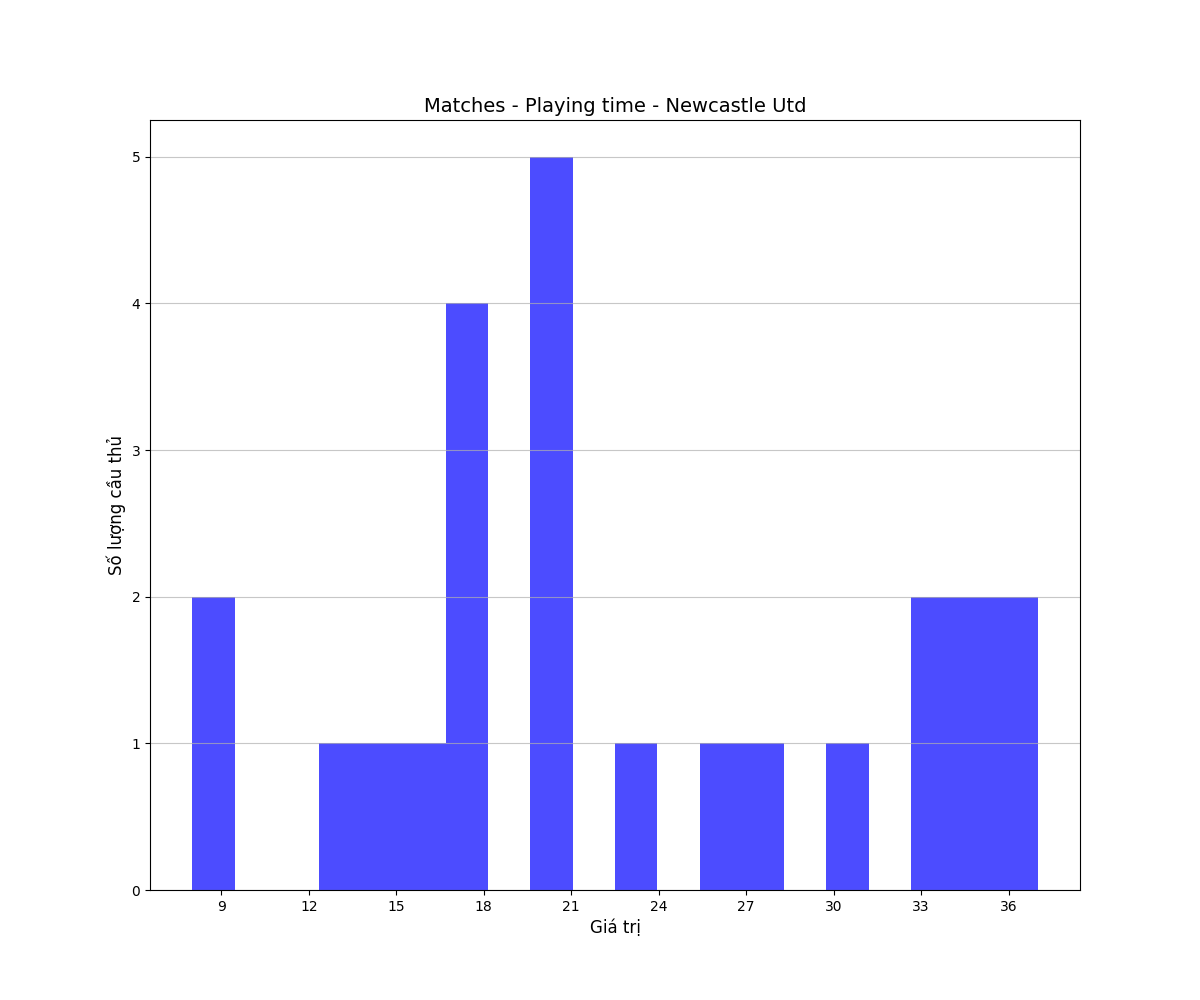 Matches - Playing time - Newcastle Utd
Số lượng cầu thủ
5
4
3
2
1
0
9 12 15 18 21 24 27 30 33 36
Giá trị